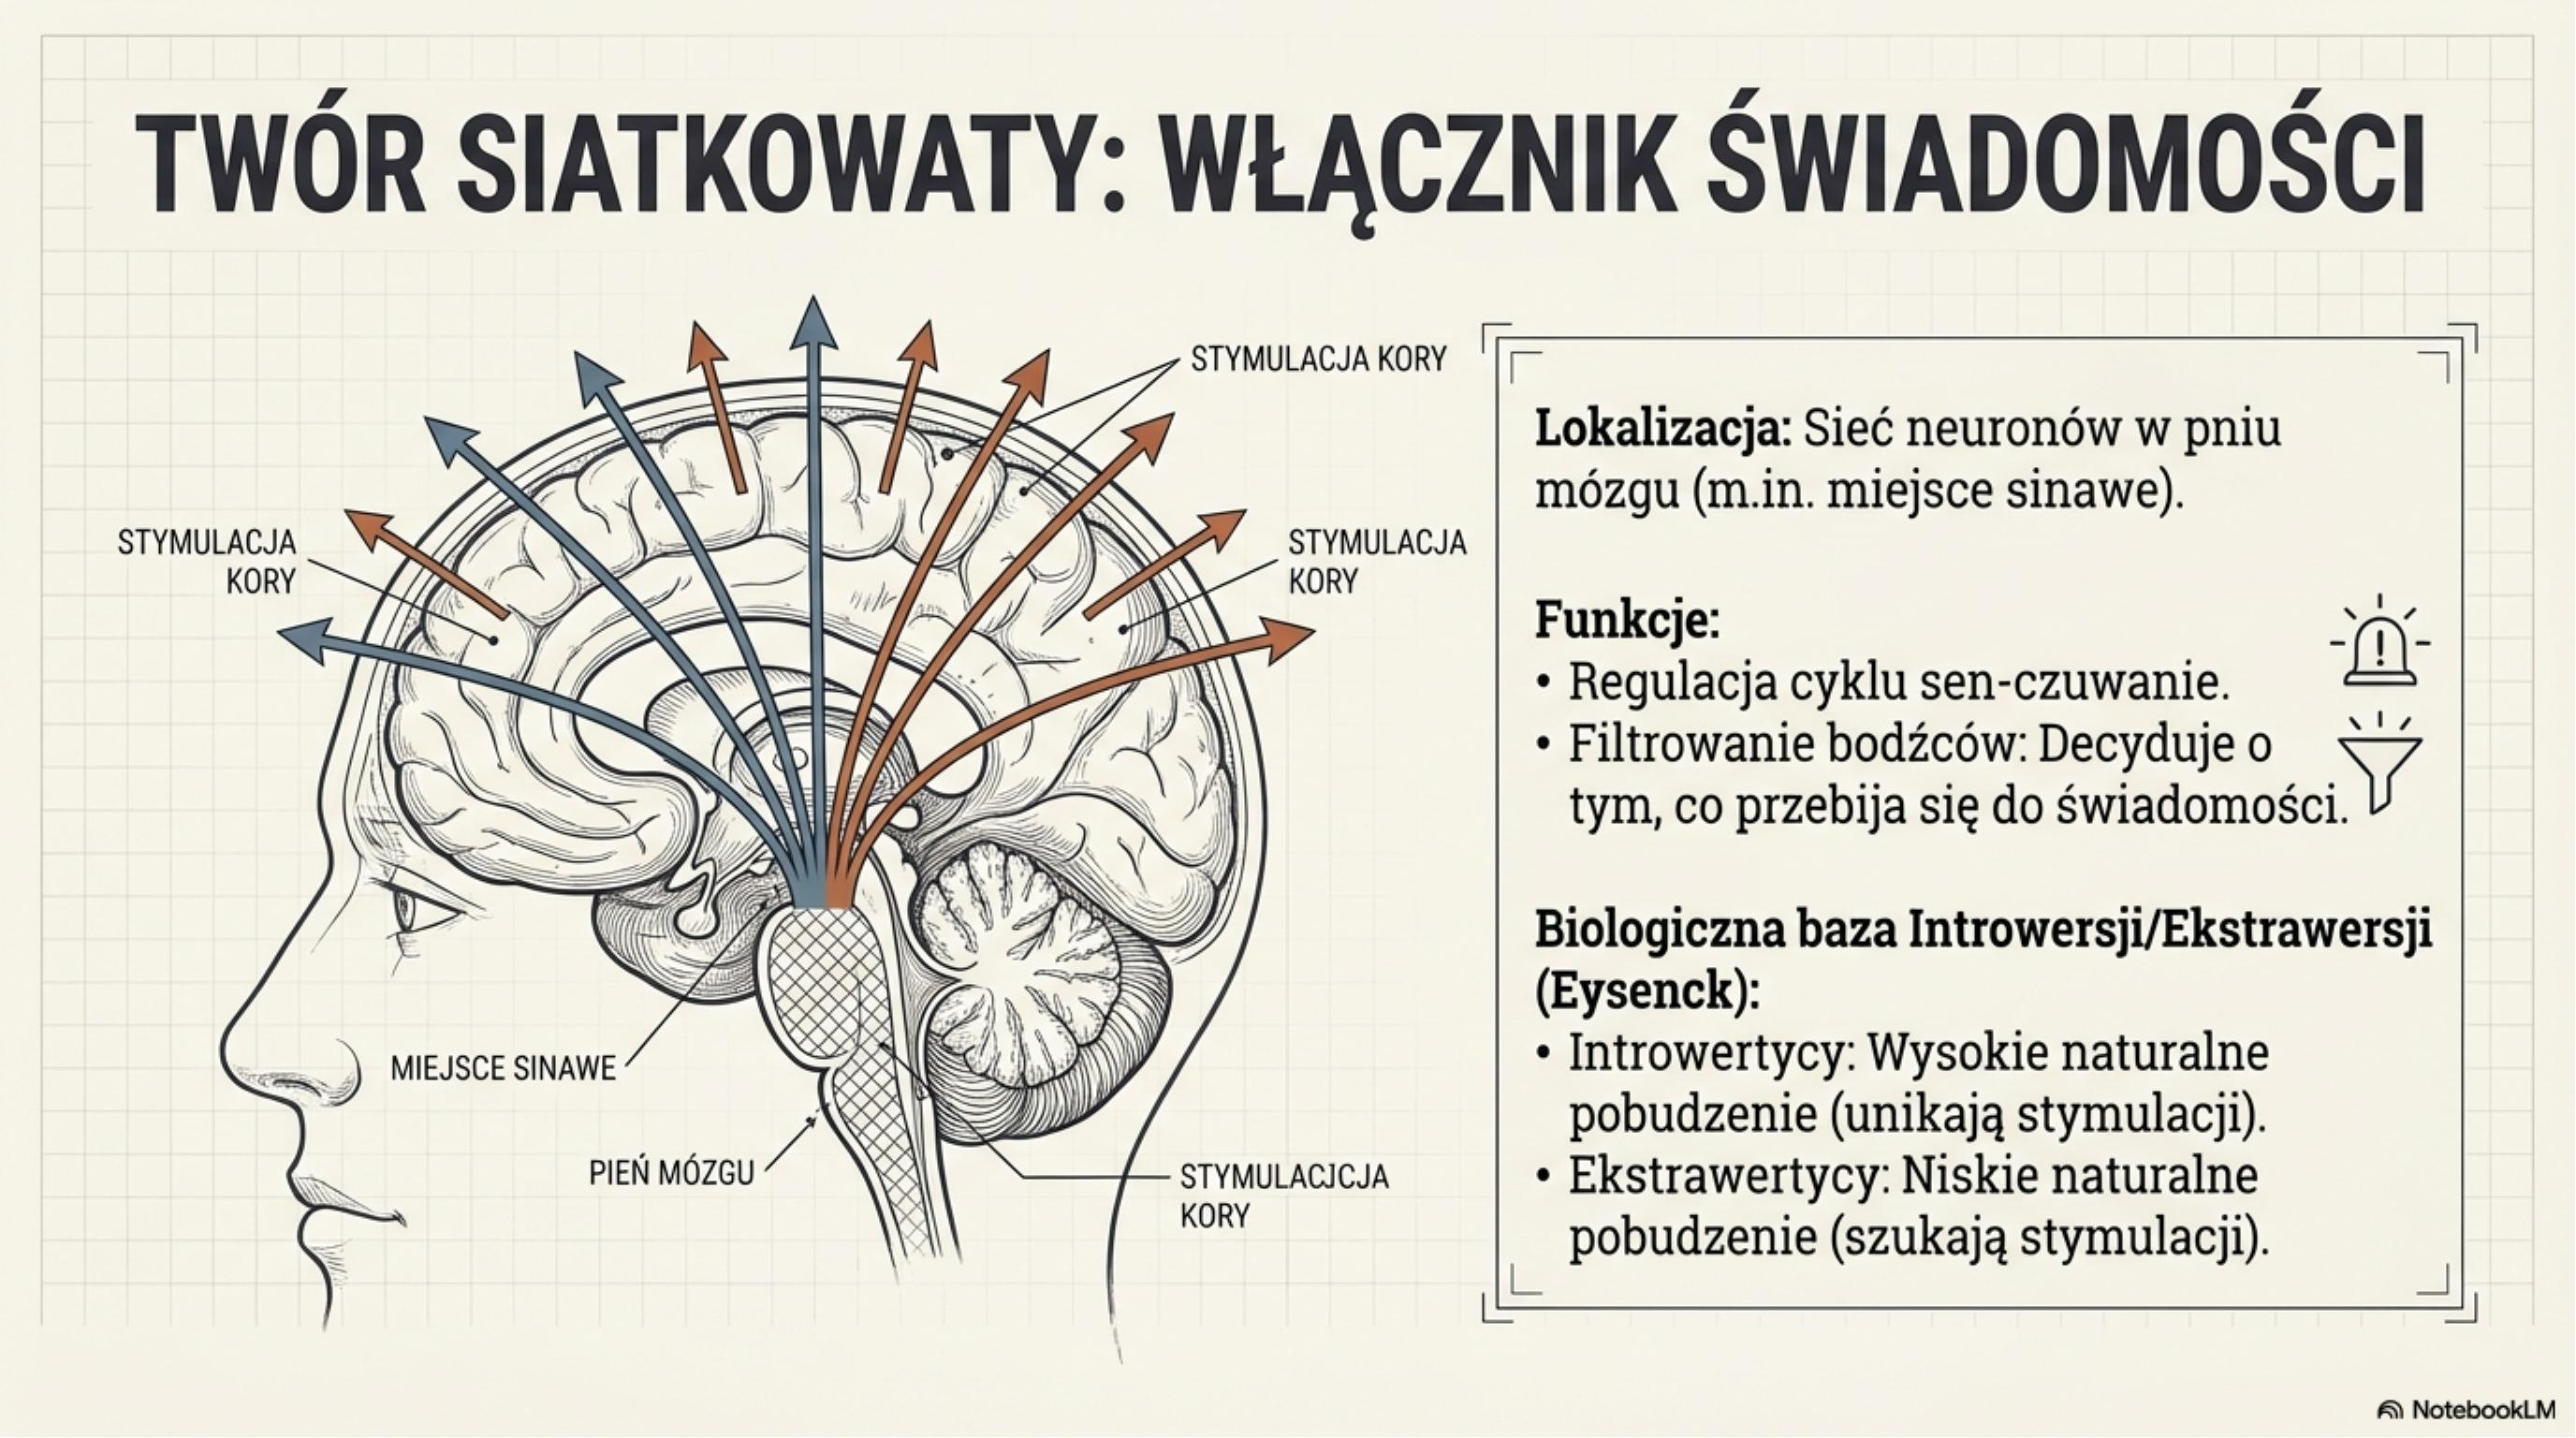 TWÓR SIATKOWATY: WŁĄCZNIK ŚWIADOMOŚCI
STYMULACJA KORY
STYMULACJA
KORY
STYMULACJA
KORY
MIEJSCE SINAWE
PIEŃ MÓZGU
STYMULACJCJA
KORY
Lokalizacja: Sieć neuronów w pniu
mózgu (m.in. miejsce sinawe).
Funkcje:
• Regulacja cyklu sen-czuwanie.
• Filtrowanie bodźców: Decyduje o
tym, co przebija się do świadomości.
Biologiczna baza Introwersji/Ekstrawersji
(Eysenck):
• Introwertycy: Wysokie naturalne
pobudzenie (unikają stymulacji).
• Ekstrawertycy: Niskie naturalne
pobudzenie (szukają stymulacji).
NotebookLM